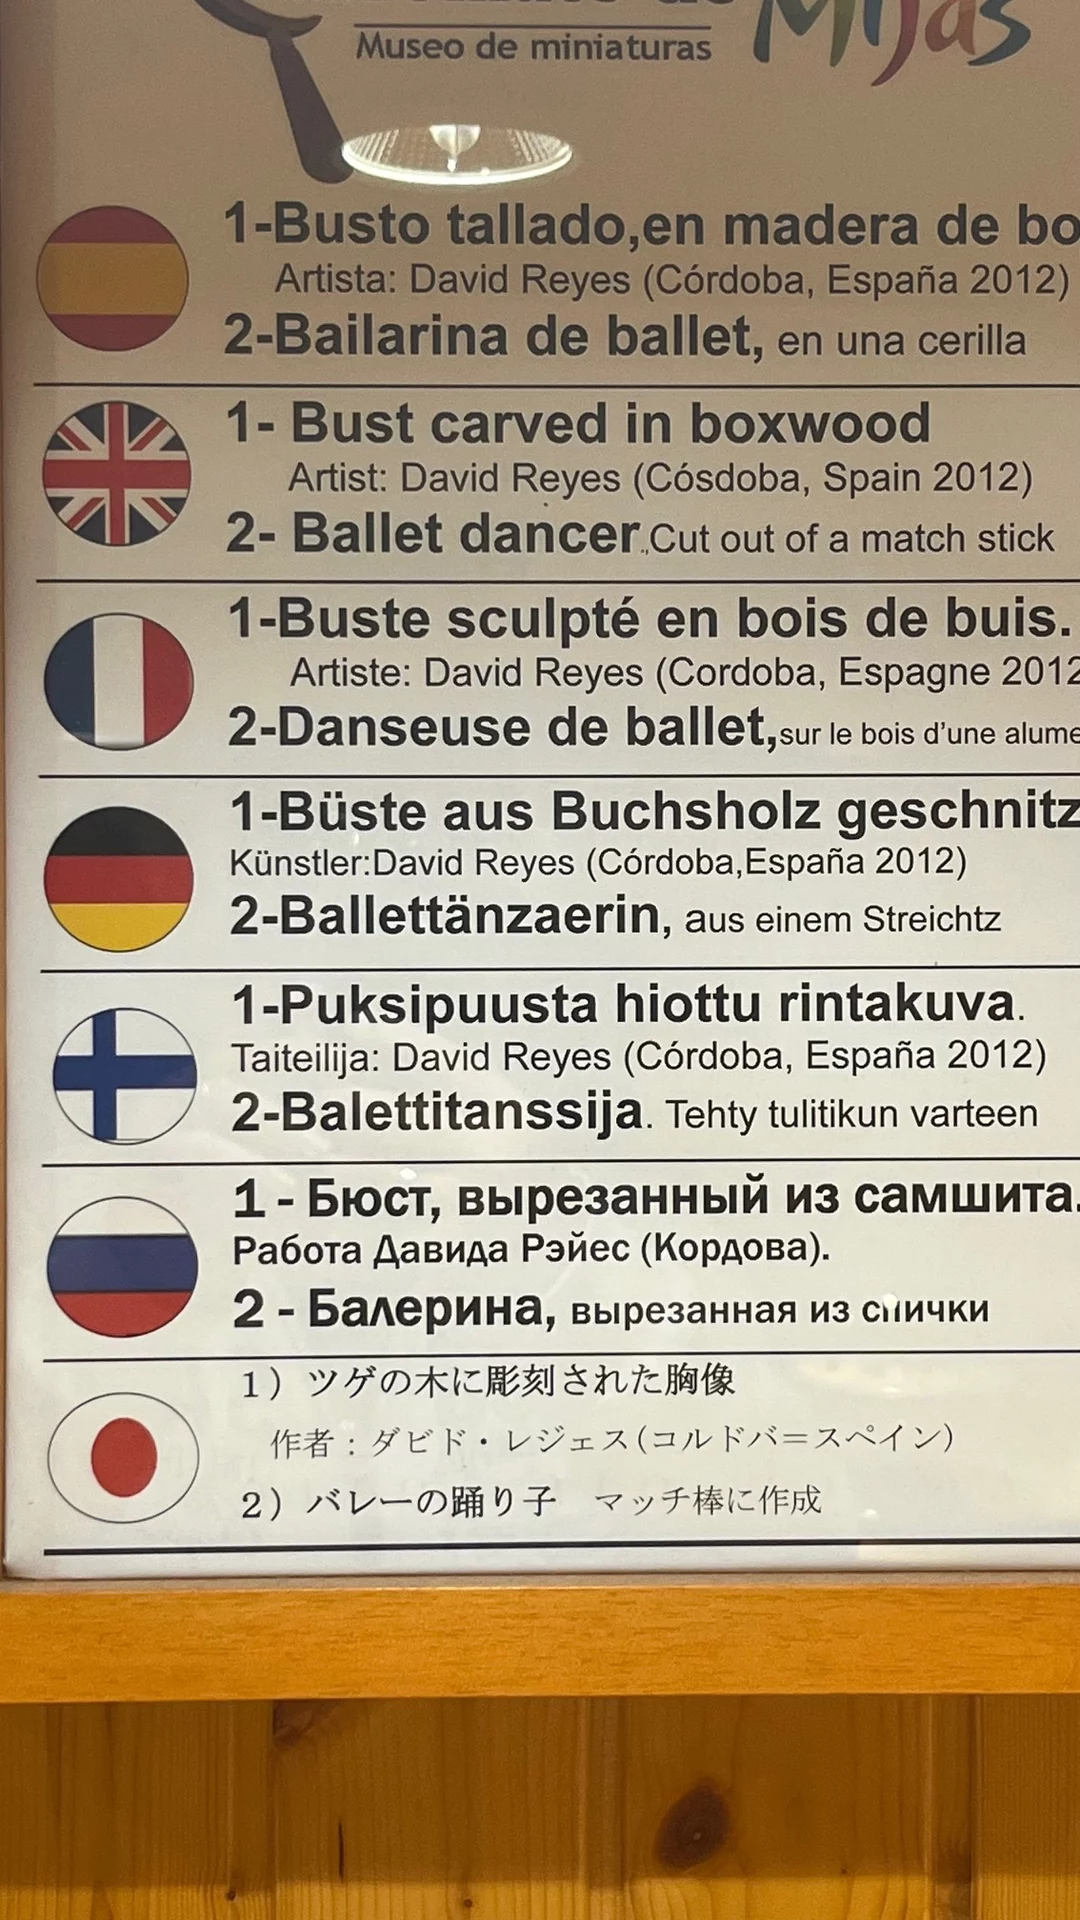 Museo de miniaturas
Mijas
1-Busto tallado,en madera de
Artista: David Reyes (Córdoba, España 2012)
2-Bailarina de ballet, en una cerilla
1- Bust carved in boxwood
Artist: David Reyes (Cósdoba, Spain 2012)
2- Ballet dancer.,Cut out of a match stick
1-Buste sculpté en bois de buis.
Artiste: David Reyes (Cordoba, Espagne 2012
2-Danseuse de ballet,sur le bois d’une
1-Büste aus Buchsholz geschnitz
Künstler:David Reyes (Córdoba,España 2012)
2-Ballettänzaerin, aus einem Streichtz
1-Puksipuusta hiottu rintakuva.
Taiteilija: David Reyes (Córdoba, España 2012)
2-Balettitanssija. Tehty tulitikun varteen
1 - Бюст, вырезанный из самшита.
Работа Давида Рэйес (Кордова).
2 - Балерина, вырезанная из спички
1）ツゲの木に彫刻された胸像
作者：ダビド・レジェス(コルドバ＝スペイン)
2）バレーの踊り子　マッチ棒に作成